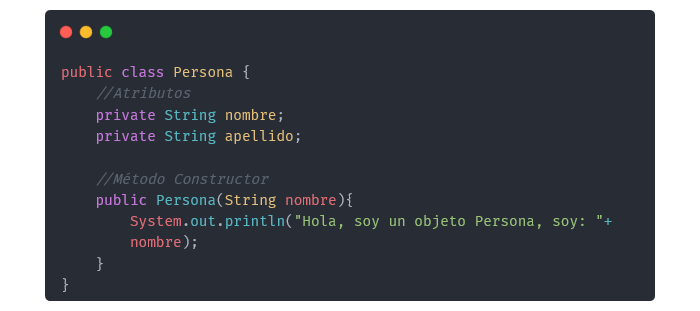 public class Persona {
    //Atributos
    private String nombre;
    private String apellido;

    //Método Constructor
    public Persona(String nombre){
        System.out.println("Hola, soy un objeto Persona, soy: "+
        nombre);
    }
}